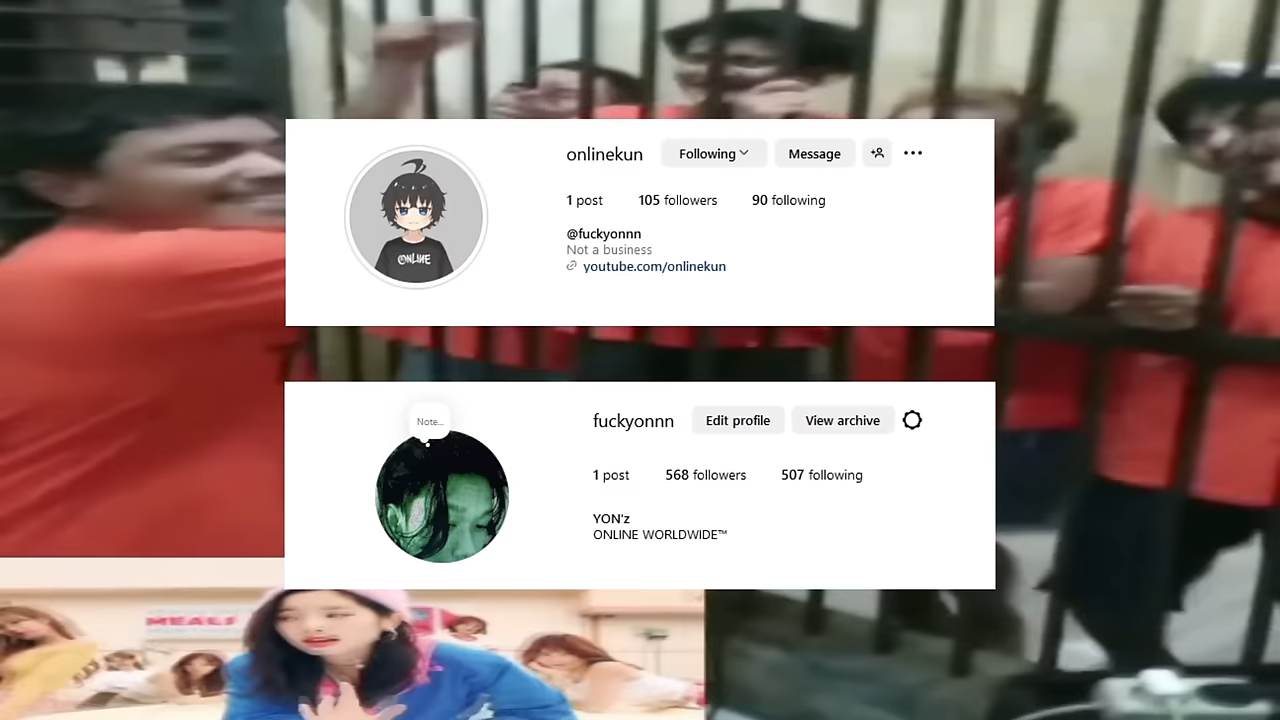 onlinekun Following Message
1 post 105 followers 90 following
@fuckyonnn
Not a business
youtube.com/onlinekun
ONLINE
Note...
fuckyonnn Edit profile View archive
1 post 568 followers 507 following
YON'z
ONLINE WORLDWIDE™
MEALS